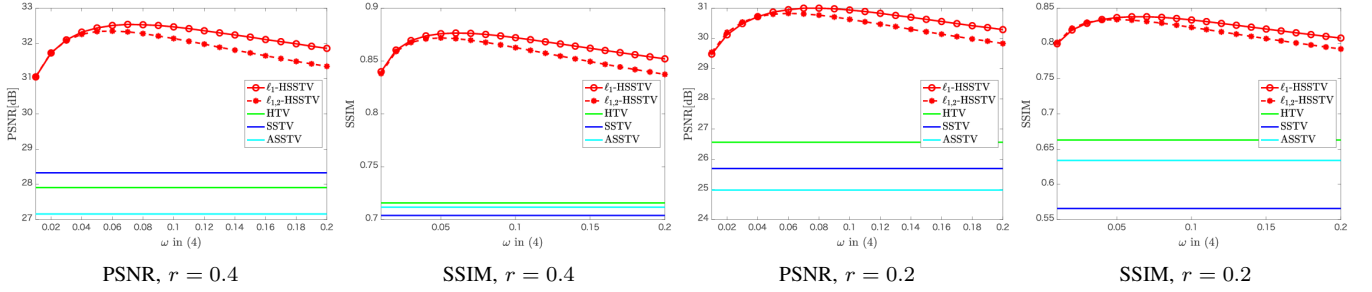 33
32
31
30
29
28
27
PSNR[dB]
ℓ1-HSSTV
ℓ1,2-HSSTV
HTV
SSTV
ASSTV
0.02 0.04 0.06 0.08 0.1 0.12 0.14 0.16 0.18 0.2
ω in (4)
PSNR, r = 0.4
0.9
0.85
0.8
0.75
0.7
SSIM
ℓ1-HSSTV
ℓ1,2-HSSTV
HTV
SSTV
ASSTV
0.05 0.1 0.15 0.2
ω in (4)
SSIM, r = 0.4
31
30
29
28
27
26
25
24
PSNR[dB]
ℓ1-HSSTV
ℓ1,2-HSSTV
HTV
SSTV
ASSTV
0.02 0.04 0.06 0.08 0.1 0.12 0.14 0.16 0.18 0.2
ω in (4)
PSNR, r = 0.2
0.85
0.8
0.75
0.7
0.65
0.6
0.55
SSIM
ℓ1-HSSTV
ℓ1,2-HSSTV
HTV
SSTV
ASSTV
0.05 0.1 0.15 0.2
ω in (4)
SSIM, r = 0.2